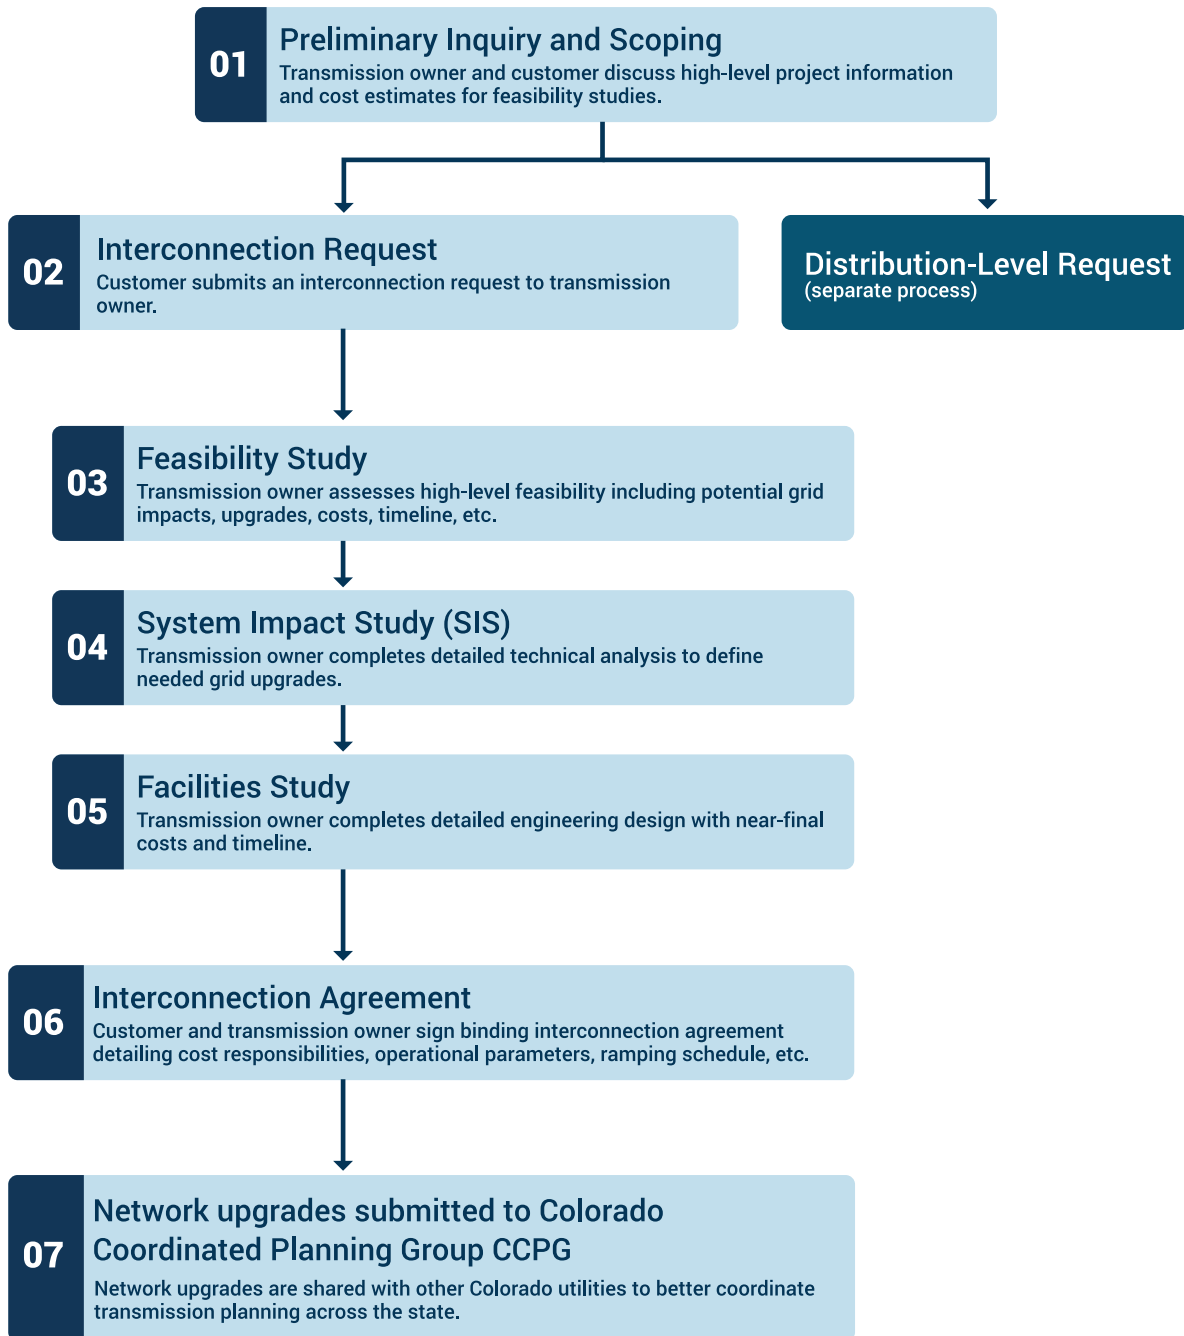 01
Preliminary Inquiry and Scoping
Transmission owner and customer discuss high-level project information
and cost estimates for feasibility studies.
02
Interconnection Request
Customer submits an interconnection request to transmission
owner.
Distribution-Level Request
(separate process)
03
Feasibility Study
Transmission owner assesses high-level feasibility including potential grid
impacts, upgrades, costs, timeline, etc.
04
System Impact Study (SIS)
Transmission owner completes detailed technical analysis to define
needed grid upgrades.
05
Facilities Study
Transmission owner completes detailed engineering design with near-final
costs and timeline.
06
Interconnection Agreement
Customer and transmission owner sign binding interconnection agreement
detailing cost responsibilities, operational parameters, ramping schedule, etc.
07
Network upgrades submitted to Colorado
Coordinated Planning Group CCPG
Network upgrades are shared with other Colorado utilities to better coordinate
transmission planning across the state.